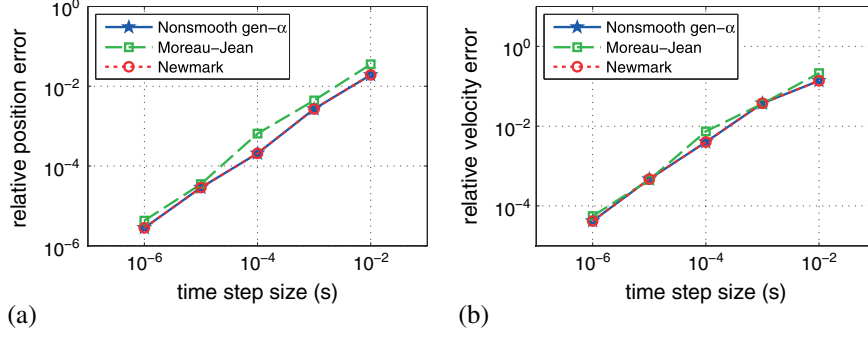 10⁰
10⁻²
10⁻⁴
10⁻⁶
relative position error
Nonsmooth gen−α
Moreau−Jean
Newmark
10⁻⁶
10⁻⁴
10⁻²
time step size (s)
(a)
10⁰
10⁻²
10⁻⁴
relative velocity error
Nonsmooth gen−α
Moreau−Jean
Newmark
10⁻⁶
10⁻⁴
10⁻²
time step size (s)
(b)